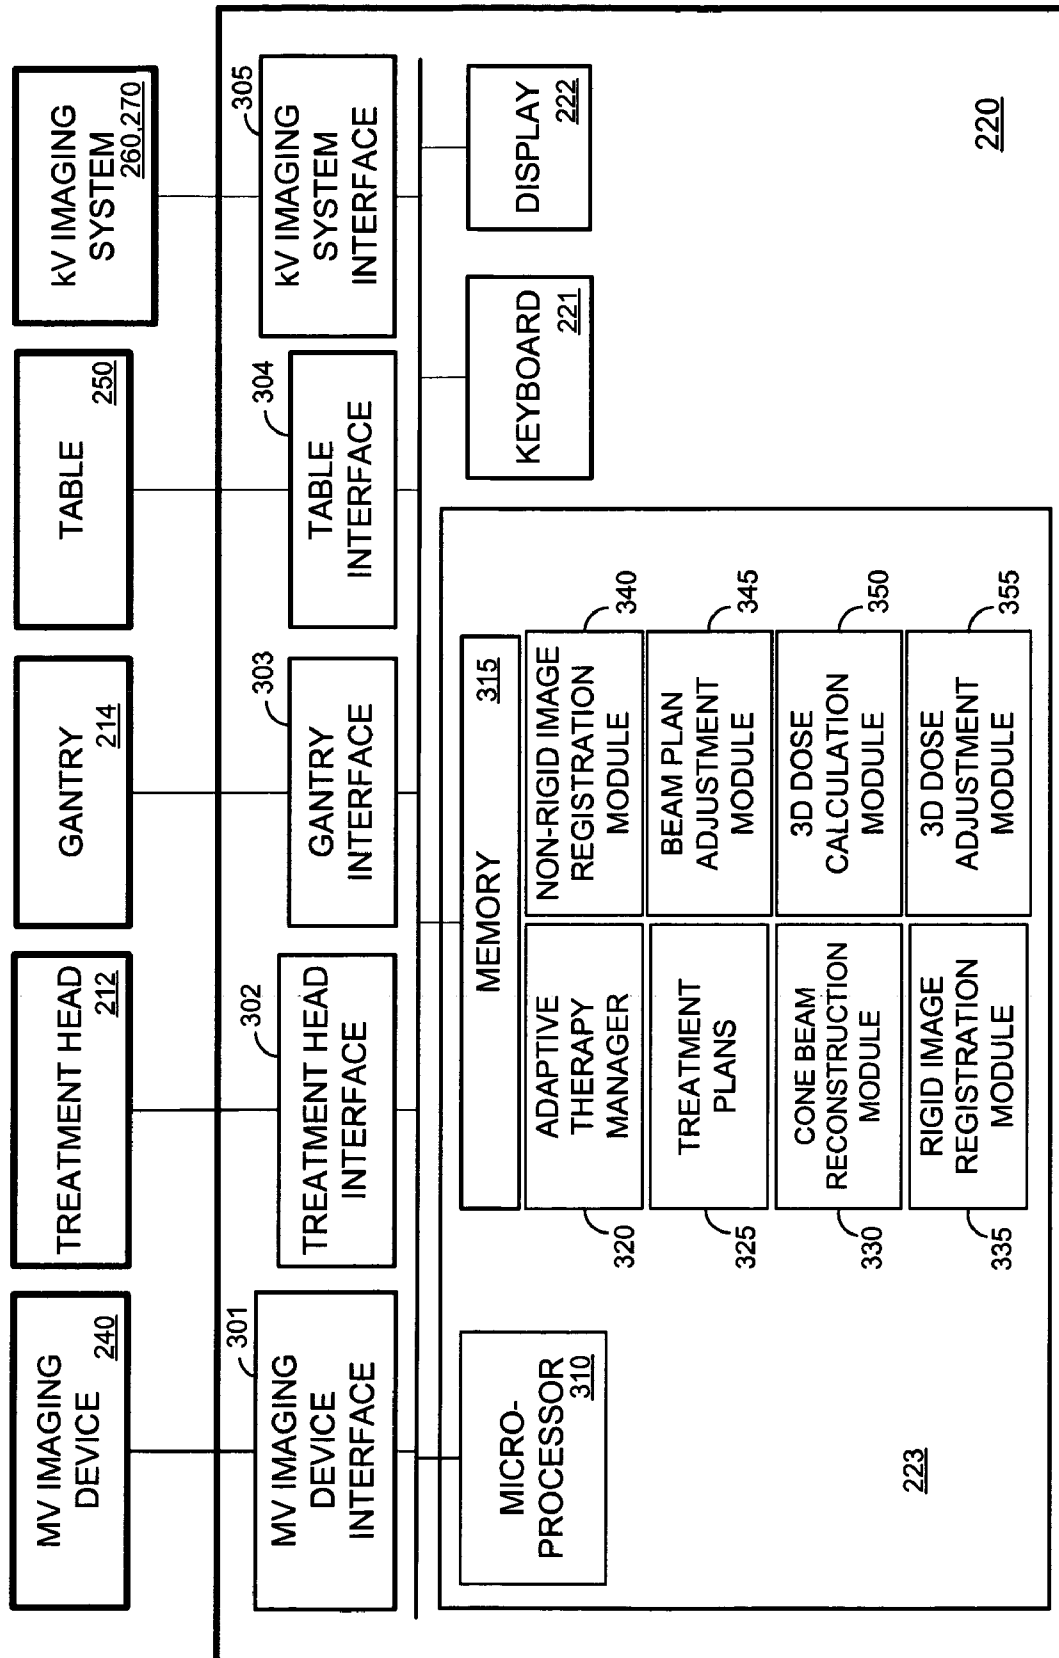 MV IMAGING
DEVICE
240
TREATMENT HEAD
212
GANTRY
214
TABLE
250
kV IMAGING
SYSTEM
260,270
301
MV IMAGING
DEVICE
INTERFACE
302
TREATMENT HEAD
INTERFACE
303
GANTRY
INTERFACE
304
TABLE
INTERFACE
305
kV IMAGING
SYSTEM
INTERFACE
MICRO-
PROCESSOR
310
MEMORY
315
KEYBOARD
221
DISPLAY
222
320
ADAPTIVE
THERAPY
MANAGER
NON-RIGID IMAGE
REGISTRATION
MODULE
340
325
TREATMENT
PLANS
BEAM PLAN
ADJUSTMENT
MODULE
345
330
CONE BEAM
RECONSTRUCTION
MODULE
3D DOSE
CALCULATION
MODULE
350
335
RIGID IMAGE
REGISTRATION
MODULE
3D DOSE
ADJUSTMENT
MODULE
355
223
220